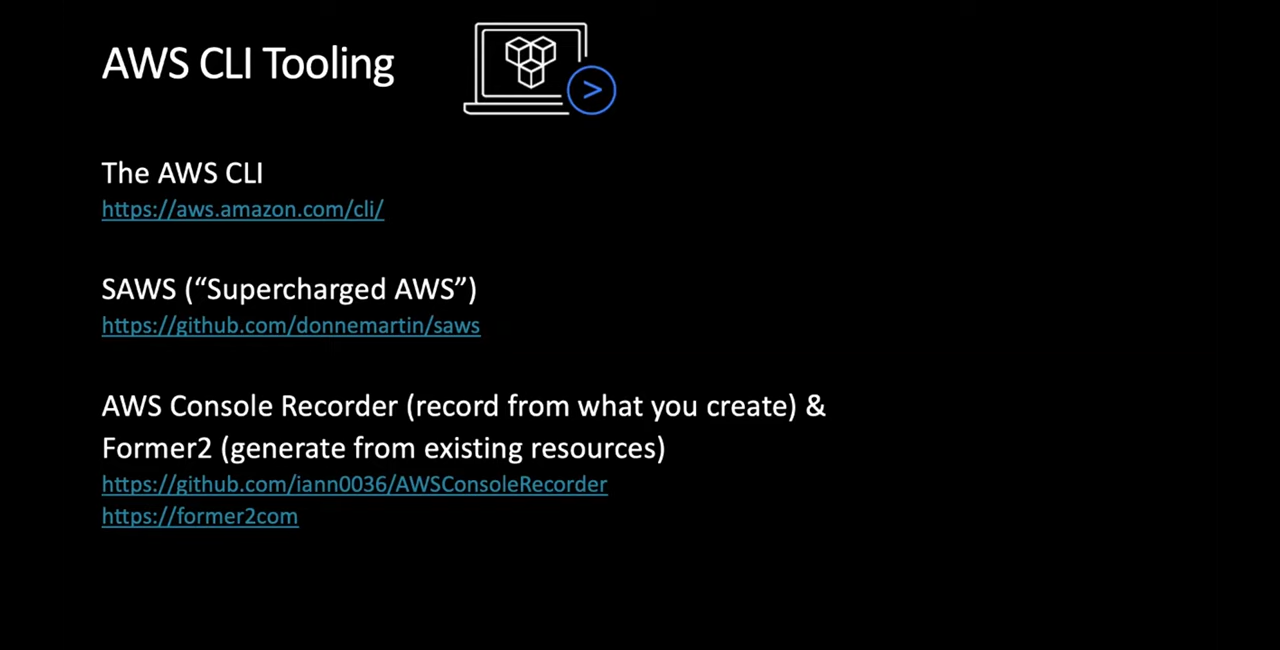 AWS CLI Tooling
>
The AWS CLI
https://aws.amazon.com/cli/
SAWS (“Supercharged AWS”)
https://github.com/donnemartin/saws
AWS Console Recorder (record from what you create) &
Former2 (generate from existing resources)
https://github.com/iann0036/AWSConsoleRecorder
https://former2com